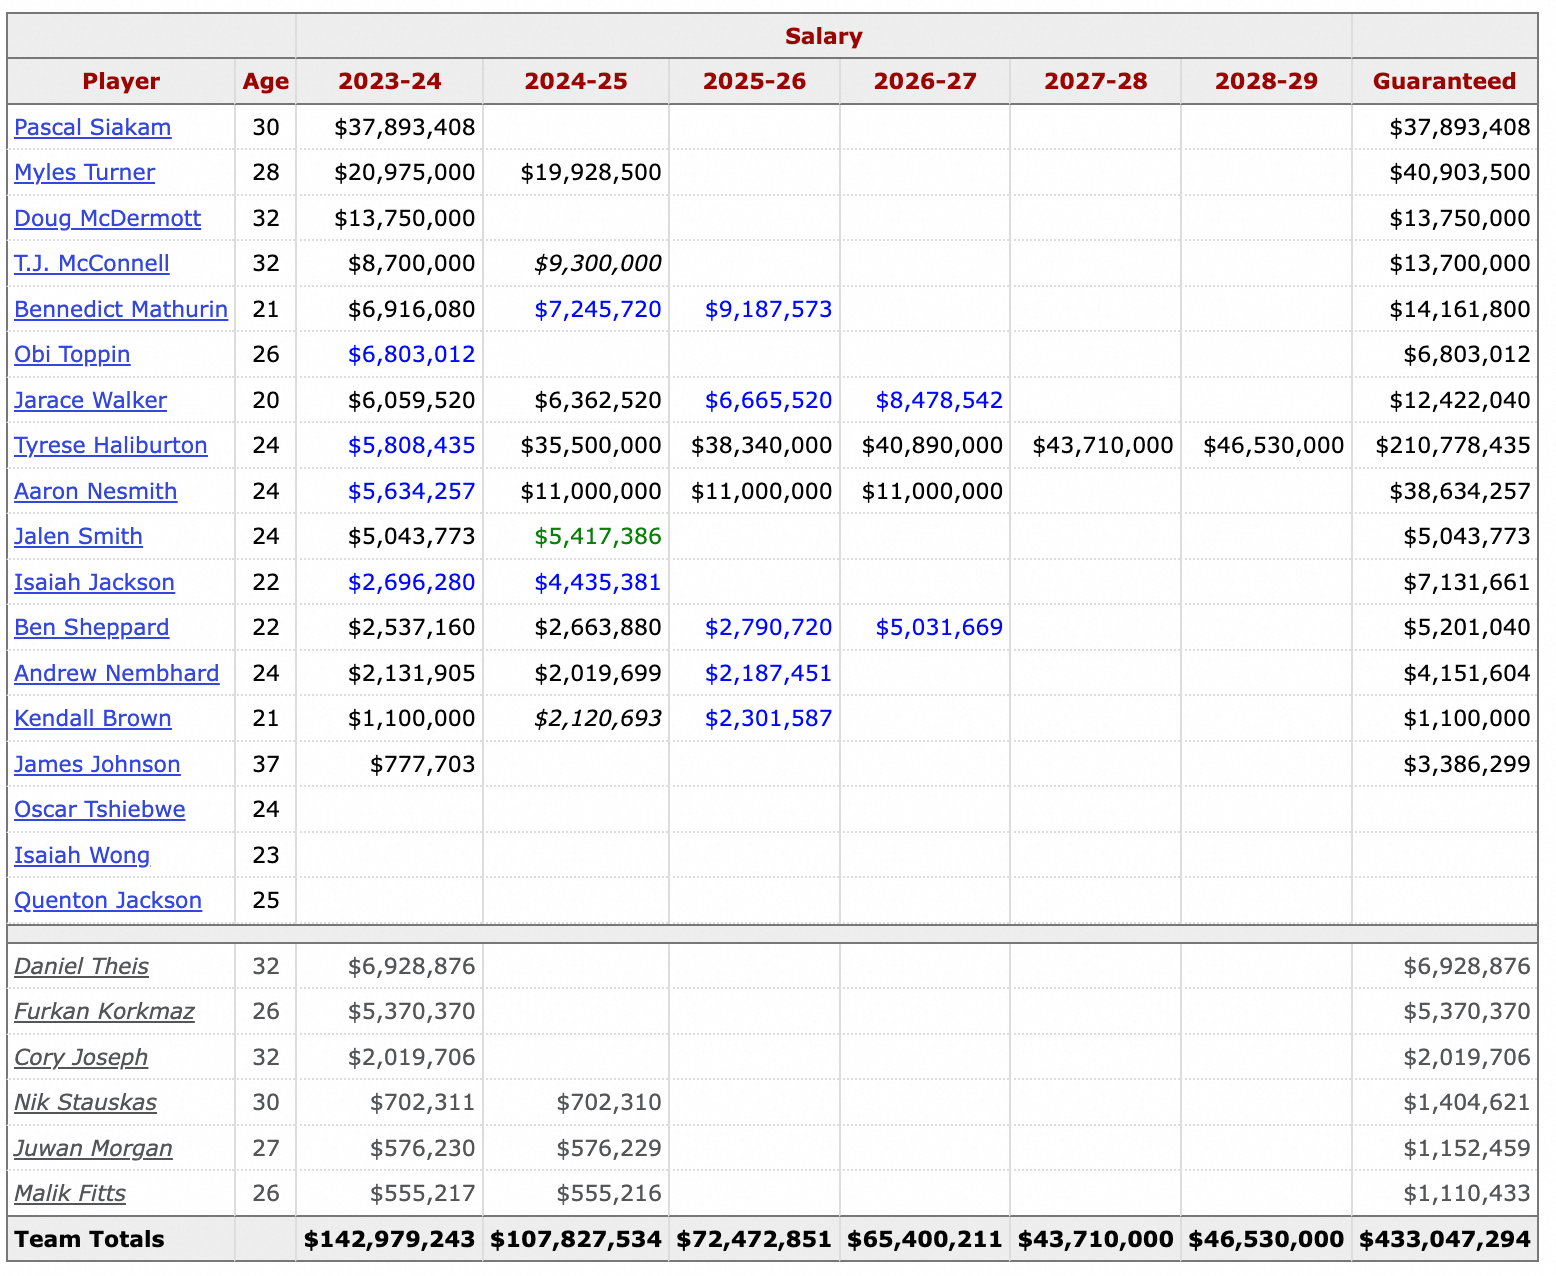 Salary
Player Age 2023-24 2024-25 2025-26 2026-27 2027-28 2028-29 Guaranteed
Pascal Siakam 30 $37,893,408 $37,893,408
Myles Turner 28 $20,975,000 $19,928,500 $40,903,500
Doug McDermott 32 $13,750,000 $13,750,000
T.J. McConnell 32 $8,700,000 $9,300,000 $13,700,000
Bennedict Mathurin 21 $6,916,080 $7,245,720 $9,187,573 $14,161,800
Obi Toppin 26 $6,803,012 $6,803,012
Jarace Walker 20 $6,059,520 $6,362,520 $6,665,520 $8,478,542 $12,422,040
Tyrese Haliburton 24 $5,808,435 $35,500,000 $38,340,000 $40,890,000 $43,710,000 $46,530,000 $210,778,435
Aaron Nesmith 24 $5,634,257 $11,000,000 $11,000,000 $11,000,000 $38,634,257
Jalen Smith 24 $5,043,773 $5,417,386 $5,043,773
Isaiah Jackson 22 $2,696,280 $4,435,381 $7,131,661
Ben Sheppard 22 $2,537,160 $2,663,880 $2,790,720 $5,031,669 $5,201,040
Andrew Nembhard 24 $2,131,905 $2,019,699 $2,187,451 $4,151,604
Kendall Brown 21 $1,100,000 $2,120,693 $2,301,587 $1,100,000
James Johnson 37 $777,703 $3,386,299
Oscar Tshiebwe 24
Isaiah Wong 23
Quenton Jackson 25
Daniel Theis 32 $6,928,876 $6,928,876
Furkan Korkmaz 26 $5,370,370 $5,370,370
Cory Joseph 32 $2,019,706 $2,019,706
Nik Stauskas 30 $702,311 $702,310 $1,404,621
Juwan Morgan 27 $576,230 $576,229 $1,152,459
Malik Fitts 26 $555,217 $555,216 $1,110,433
Team Totals $142,979,243 $107,827,534 $72,472,851 $65,400,211 $43,710,000 $46,530,000 $433,047,294